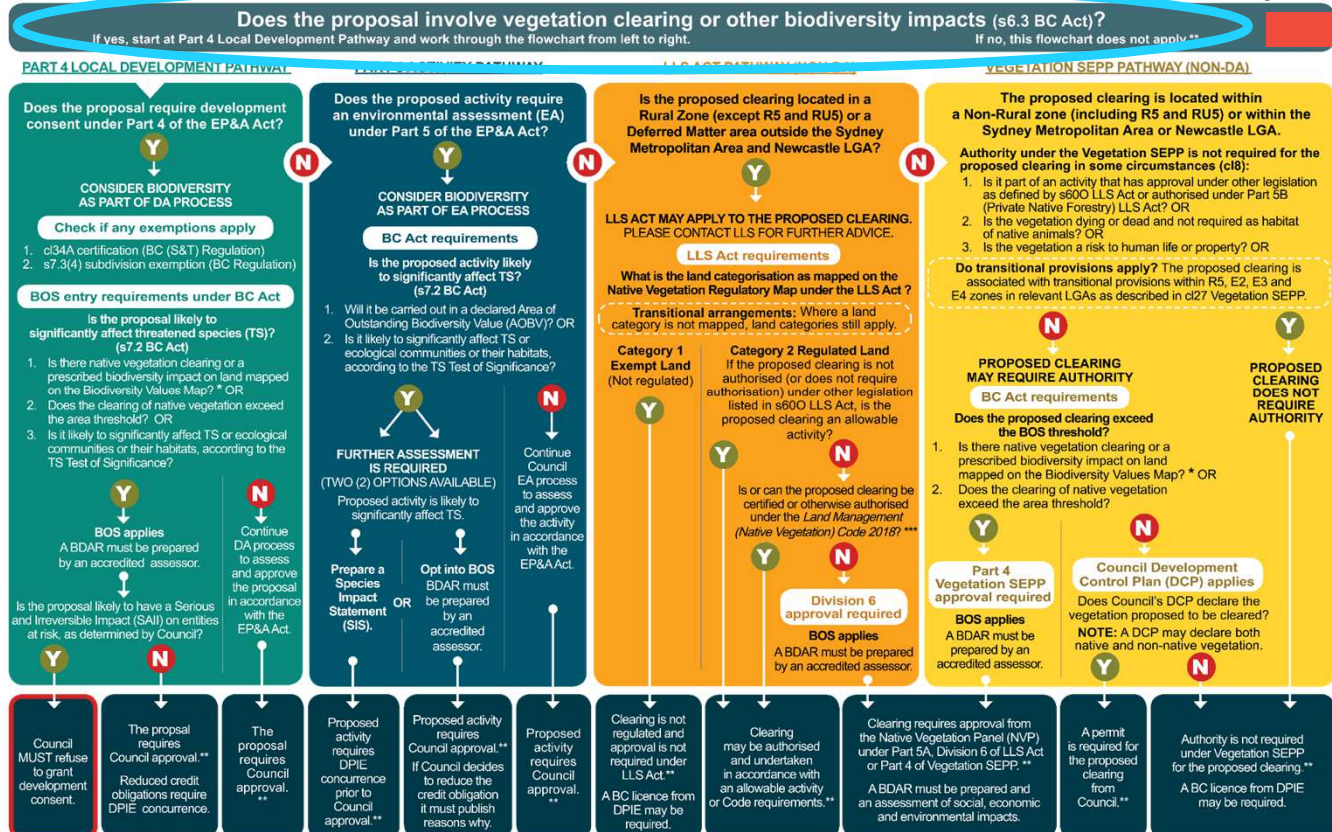 Does the proposal involve vegetation clearing or other biodiversity impacts (s6.3 BC Act)?
If yes, start at Part 4 Local Development Pathway and work through the flowchart from left to right.
If no, this flowchart does not apply.**
PART 4 LOCAL DEVELOPMENT PATHWAY
Does the proposal require development
consent under Part 4 of the EP&A Act?
Y
N
CONSIDER BIODIVERSITY
AS PART OF DA PROCESS
Check if any exemptions apply
1. cl34A certification (BC (S&T) Regulation)
2. s7.3(4) subdivision exemption (BC Regulation)
BOS entry requirements under BC Act
Is the proposal likely to
significantly affect threatened species (TS)?
(s7.2 BC Act)
1. Is there native vegetation clearing or a
prescribed biodiversity impact on land mapped
on the Biodiversity Values Map? * OR
2. Does the clearing of native vegetation exceed
the area threshold? OR
3. Is it likely to significantly affect TS or ecological
communities or their habitats, according to the
TS Test of Significance?
Y
BOS applies
A BDAR must be prepared
by an accredited assessor.
Is the proposal likely to have a Serious
and Irreversible Impact (SAII) on entities
at risk, as determined by Council?
Y
N
N
Continue
DA process
to assess
and approve
the proposal
in accordance
with the
EP&A Act.
Council
MUST refuse
to grant
development
consent.
The propsal
requires
Council approval.**
Reduced credit
obligations require
DPIE concurrence.
The
proposal
requires
Council
approval.
**
PART 5 ACTIVITY PATHWAY
Does the proposed activity require
an environmental assessment (EA)
under Part 5 of the EP&A Act?
Y
N
CONSIDER BIODIVERSITY
AS PART OF EA PROCESS
BC Act requirements
Is the proposed activity likely
to significantly affect TS?
(s7.2 BC Act)
1. Will it be carried out in a declared Area of
Outstanding Biodiversity Value (AOBV)? OR
2. Is it likely to significantly affect TS or
ecological communities or their habitats,
according to the TS Test of Significance?
Y
FURTHER ASSESSMENT
IS REQUIRED
(TWO (2) OPTIONS AVAILABLE)
Proposed activity is likely to
significantly affect TS.
Prepare a
Species
Impact
Statement
(SIS).
OR
Opt into BOS
BDAR must
be prepared
by an
accredited
assessor.
N
Continue
Council
EA process
to assess
and approve
the activity
in accordance
with the
EP&A Act.
Proposed
activity
requires
DPIE
concurrence
prior to
Council
approval.**
Proposed activity
requires
Council approval.**
If Council decides
to reduce the
credit obligation
it must publish
reasons why.
Proposed
activity
requires
Council
approval.
**
LLS ACT PATHWAY (NON-DA)
Is the proposed clearing located in a
Rural Zone (except R5 and RU5) or a
Deferred Matter area outside the Sydney
Metropolitan Area and Newcastle LGA?
Y
N
LLS ACT MAY APPLY TO THE PROPOSED CLEARING.
PLEASE CONTACT LLS FOR FURTHER ADVICE.
LLS Act requirements
What is the land categorisation as mapped on the
Native Vegetation Regulatory Map under the LLS Act ?
Transitional arrangements: Where a land
category is not mapped, land categories still apply.
Category 1
Exempt Land
(Not regulated)
Y
Category 2 Regulated Land
If the proposed clearing is not
authorised (or does not require
authorisation) under other legislation
listed in s60O LLS Act, is the
proposed clearing an allowable
activity?
Y
N
Is or can the proposed clearing be
certified or otherwise authorised
under the Land Management
(Native Vegetation) Code 2018? ***
Y
N
Division 6
approval required
BOS applies
A BDAR must be prepared
by an accredited assessor.
Clearing is not
regulated and
approval is not
required under
LLS Act.**
A BC licence from
DPIE may be
required.
Clearing
may be authorised
and undertaken
in accordance with
an allowable activity
or Code requirements.**
VEGETATION SEPP PATHWAY (NON-DA)
The proposed clearing is located within
a Non-Rural zone (including R5 and RU5) or within the
Sydney Metropolitan Area or Newcastle LGA.
Authority under the Vegetation SEPP is not required for the
proposed clearing in some circumstances (cl8):
1. Is it part of an activity that has approval under other legislation
as defined by s60O LLS Act or authorised under Part 5B
(Private Native Forestry) LLS Act? OR
2. Is the vegetation dying or dead and not required as habitat
of native animals? OR
3. Is the vegetation a risk to human life or property? OR
Do transitional provisions apply? The proposed clearing is
associated with transitional provisions within R5, E2, E3 and
E4 zones in relevant LGAs as described in cl27 Vegetation SEPP.
N
Y
PROPOSED CLEARING
MAY REQUIRE AUTHORITY
PROPOSED
CLEARING
DOES NOT
REQUIRE
AUTHORITY
BC Act requirements
Does the proposed clearing exceed
the BOS threshold?
1. Is there native vegetation clearing or a
prescribed biodiversity impact on land
mapped on the Biodiversity Values Map? * OR
2. Does the clearing of native vegetation
exceed the area threshold?
Y
N
Part 4
Vegetation SEPP
approval required
BOS applies
A BDAR must be
prepared by an
accredited assessor.
Council Development
Control Plan (DCP) applies
Does Council's DCP declare the
vegetation proposed to be cleared?
NOTE: A DCP may declare both
native and non-native vegetation.
Y
N
Clearing requires approval from
the Native Vegetation Panel (NVP)
under Part 5A, Division 6 of LLS Act
or Part 4 of Vegetation SEPP. **
A BDAR must be prepared and
an assessment of social, economic
and environmental impacts.
A permit
is required for
the proposed
clearing
from
Council.**
Authority is not required
under Vegetation SEPP
for the proposed clearing.**
A BC licence from DPIE
may be required.